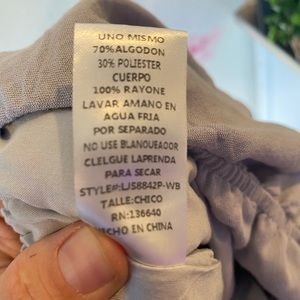 UNO MISMO
70%ALGODON
30% POLIESTER
CUERPO
100% RAYONE
LAVAR AMANO EN
AGUA FRIA
POR SEPARADO
NO USE BLANQUEADOR
CLELGUE LAPRENDA
PARA SECAR
STYLE#:LJS8842P-WB
TALLE:CHICO
RN:136640
HECHO EN CHINA